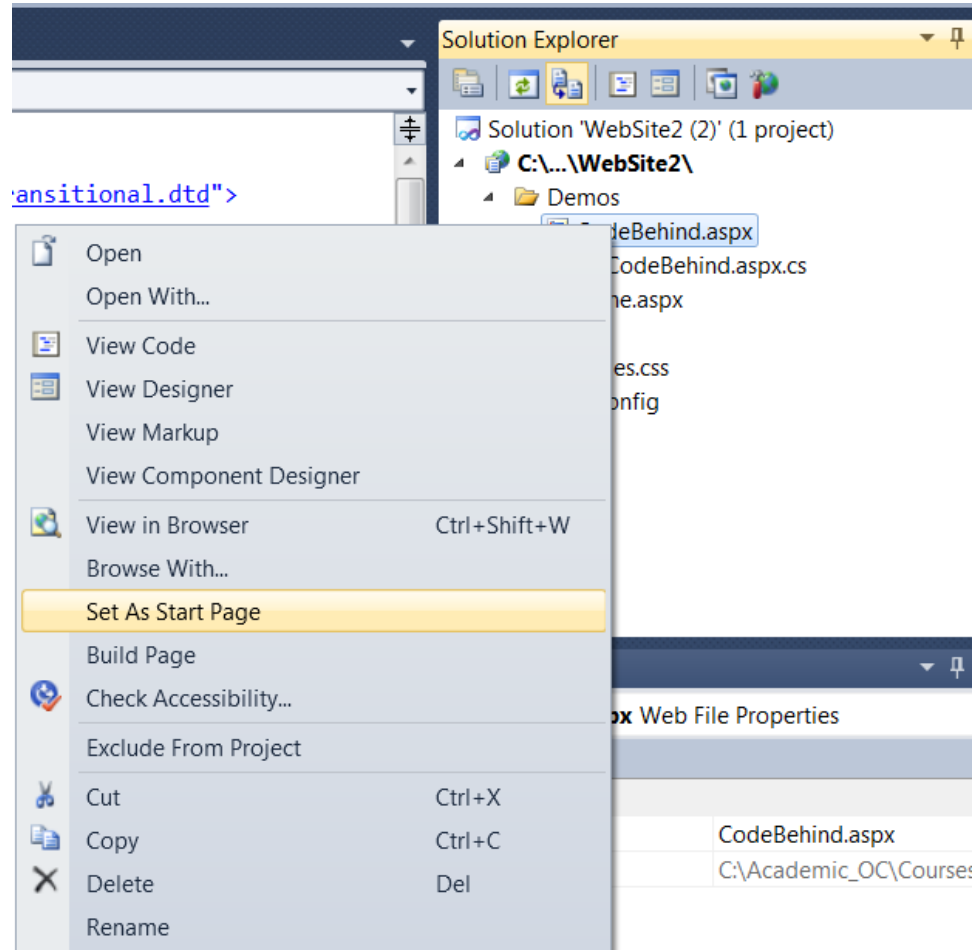 Solution Explorer
Solution 'WebSite2 (2)' (1 project)
C:\...\WebSite2\
ansitional.dtd">
Demos
CodeBehind.aspx
CodeBehind.aspx.cs
ne.aspx
es.css
onfig
Open
Open With...
View Code
View Designer
View Markup
View Component Designer
View in Browser Ctrl+Shift+W
Browse With...
Set As Start Page
Build Page
Check Accessibility...
px Web File Properties
Exclude From Project
Cut Ctrl+X
Copy Ctrl+C
CodeBehind.aspx
Delete Del
C:\Academic_OC\Courses
Rename